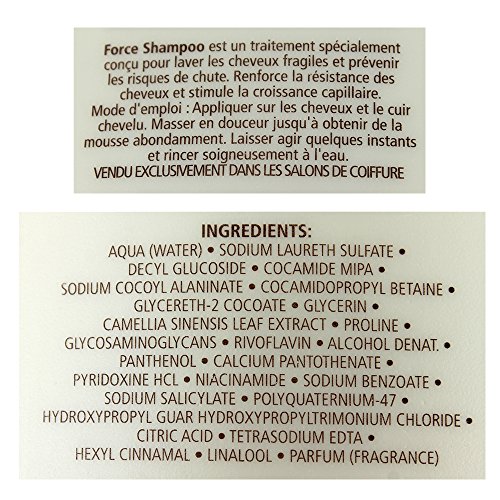 Force Shampoo est un traitement spécialement
conçu pour laver les cheveux fragiles et prévenir
les risques de chute. Renforce la résistance des
cheveux et stimule la croissance capillaire.
Mode d'emploi : Appliquer sur les cheveux et le cuir
chevelu. Masser en douceur jusqu'à obtenir de la
mousse abondamment. Laisser agir quelques instants
et rincer soigneusement à l'eau.
VENDU EXCLUSIVEMENT DANS LES SALONS DE COIFFURE
INGREDIENTS:
AQUA (WATER) • SODIUM LAURETH SULFATE •
DECYL GLUCOSIDE • COCAMIDE MIPA •
SODIUM COCOYL ALANINATE • COCAMIDOPROPYL BETAINE •
GLYCERETH-2 COCOATE • GLYCERIN •
CAMELLIA SINENSIS LEAF EXTRACT • PROLINE •
GLYCOSAMINOGLYCANS • RIVOFLAVIN • ALCOHOL DENAT. •
PANTHENOL • CALCIUM PANTOTHENATE •
PYRIDOXINE HCL • NIACINAMIDE • SODIUM BENZOATE •
SODIUM SALICYLATE • POLYQUATERNIUM-47 •
HYDROXYPROPYL GUAR HYDROXYPROPYLTRIMONIUM CHLORIDE •
CITRIC ACID • TETRASODIUM EDTA •
HEXYL CINNAMAL • LINALOOL • PARFUM (FRAGRANCE)